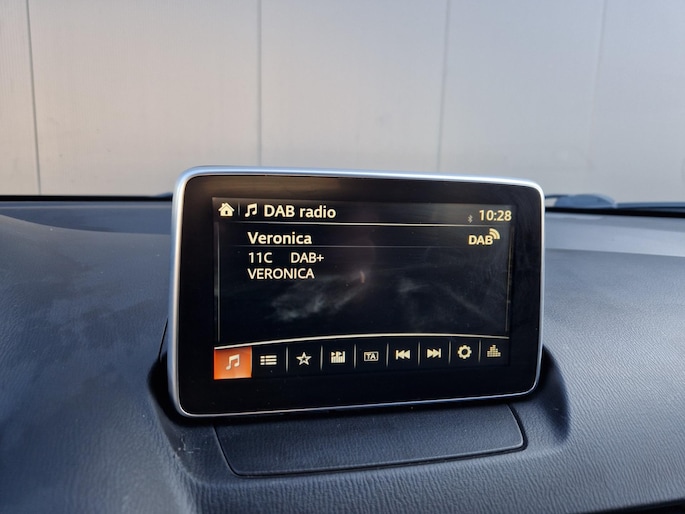 DAB radio 10:28
Veronica DAB
11C DAB+
VERONICA
TA